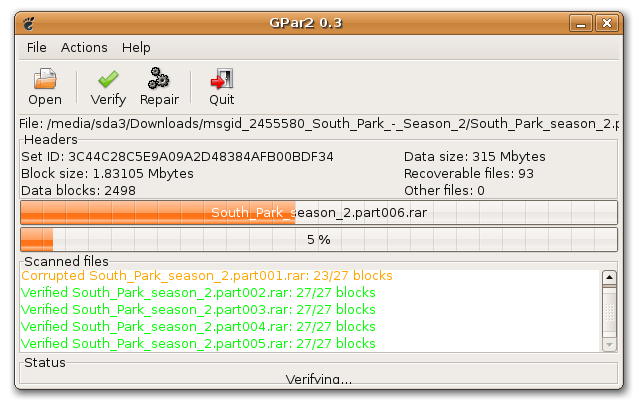 GPar2 0.3
File Actions Help
Open Verify Repair Quit
File: /media/sda3/Downloads/msgid_2455580_South_Park_-_Season_2/South_Park_season_2.p
Headers
Set ID: 3C44C28C5E9A09A2D48384AFB00BDF34 Data size: 315 Mbytes
Block size: 1.83105 Mbytes Recoverable files: 93
Data blocks: 2498 Other files: 0
South_Park_season_2.part006.rar
5 %
Scanned files
Corrupted South_Park_season_2.part001.rar: 23/27 blocks
Verified South_Park_season_2.part002.rar: 27/27 blocks
Verified South_Park_season_2.part003.rar: 27/27 blocks
Verified South_Park_season_2.part004.rar: 27/27 blocks
Verified South_Park_season_2.part005.rar: 27/27 blocks
Status
Verifying...